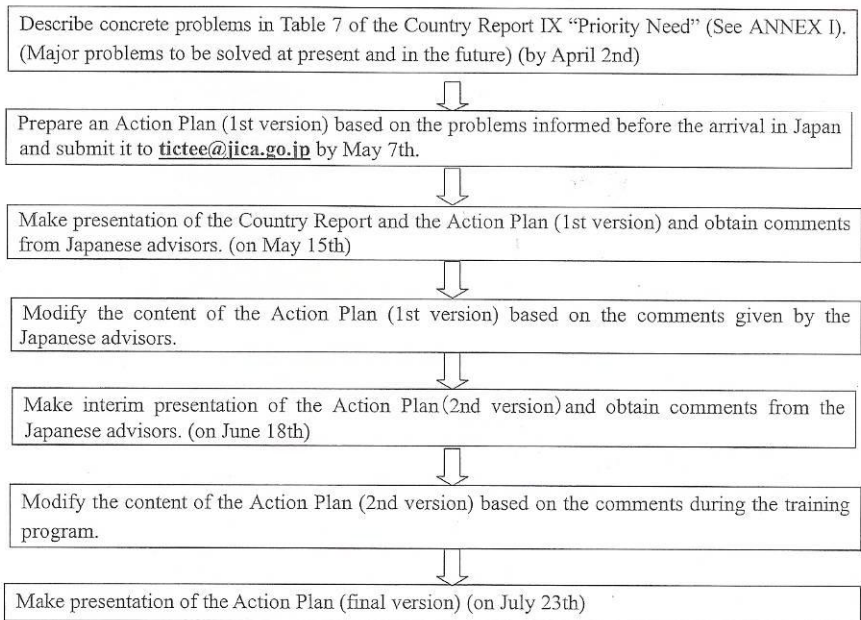 Describe concrete problems in Table 7 of the Country Report IX “Priority Need” (See ANNEX I).
(Major problems to be solved at present and in the future) (by April 2nd)
Prepare an Action Plan (1st version) based on the problems informed before the arrival in Japan
and submit it to tictee@jica.go.jp by May 7th.
Make presentation of the Country Report and the Action Plan (1st version) and obtain comments
from Japanese advisors. (on May 15th)
Modify the content of the Action Plan (1st version) based on the comments given by the
Japanese advisors.
Make interim presentation of the Action Plan(2nd version) and obtain comments from the
Japanese advisors. (on June 18th)
Modify the content of the Action Plan (2nd version) based on the comments during the training
program.
Make presentation of the Action Plan (final version) (on July 23th)